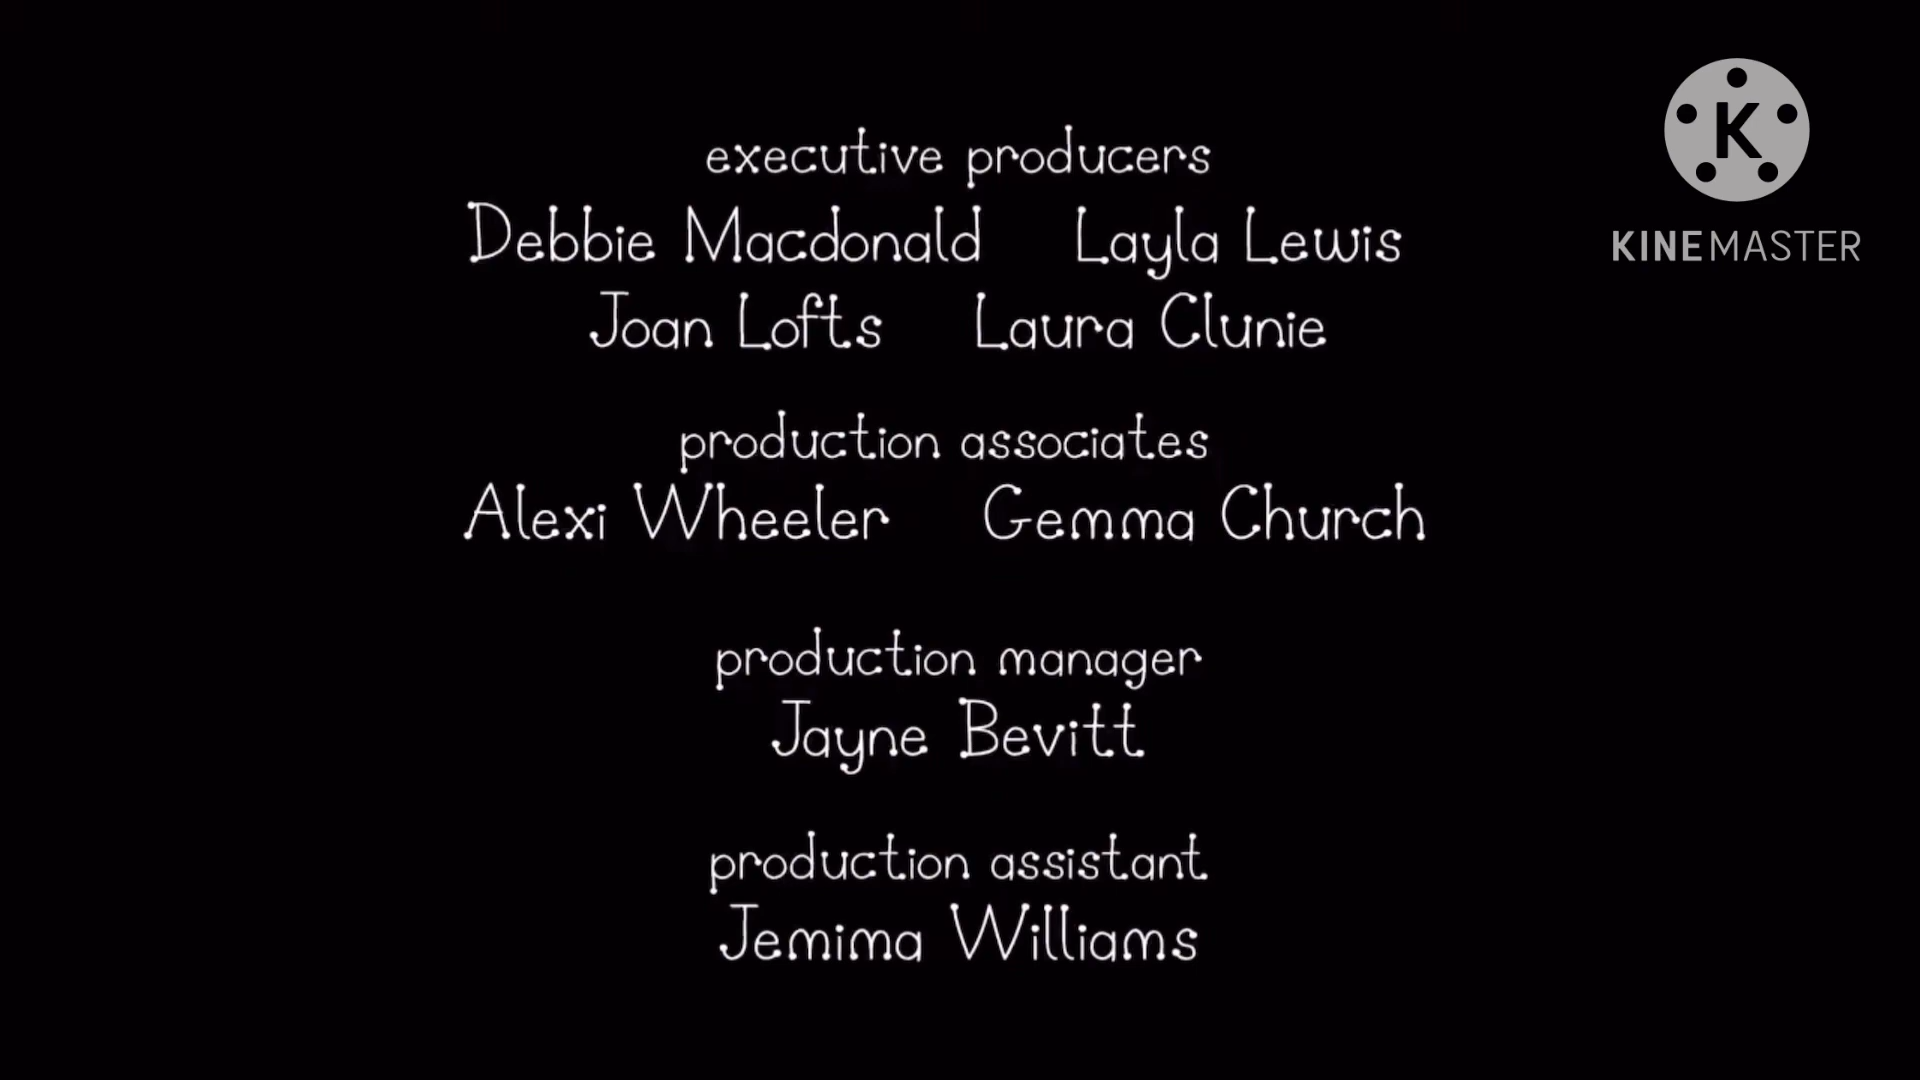 executive producers
Debbie Macdonald Layla Lewis
Joan Lofts Laura Clunie
production associates
Alexi Wheeler Gemma Church
production manager
Jayne Bevitt
production assistant
Jemima Williams
K
KINEMASTER